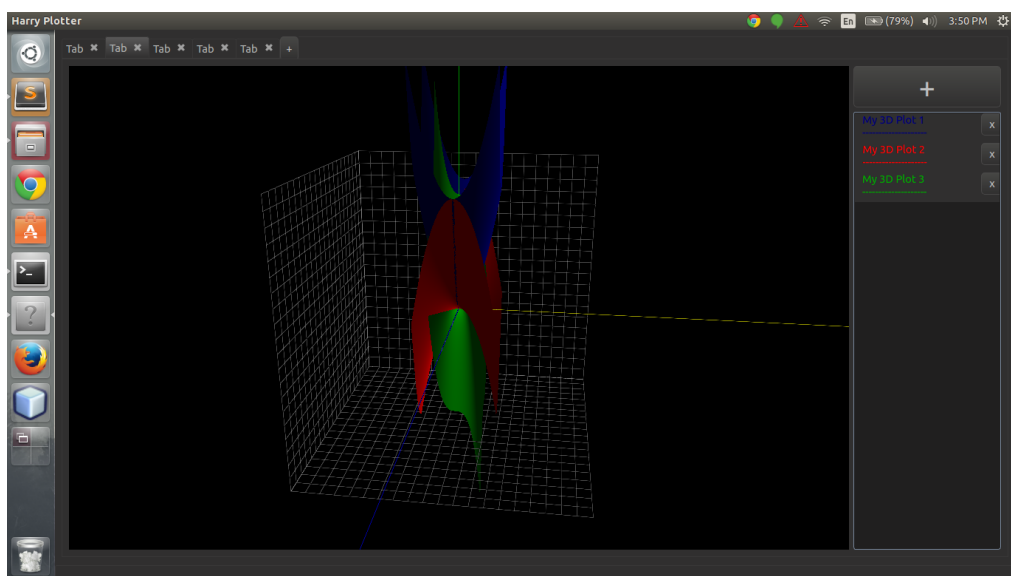 Harry Plotter
En (79%) 3:50 PM
Tab ✖ Tab ✖ Tab ✖ Tab ✖ Tab ✖ +
+
My 3D Plot 1 x
My 3D Plot 2 x
My 3D Plot 3 x
S
A
>_
?